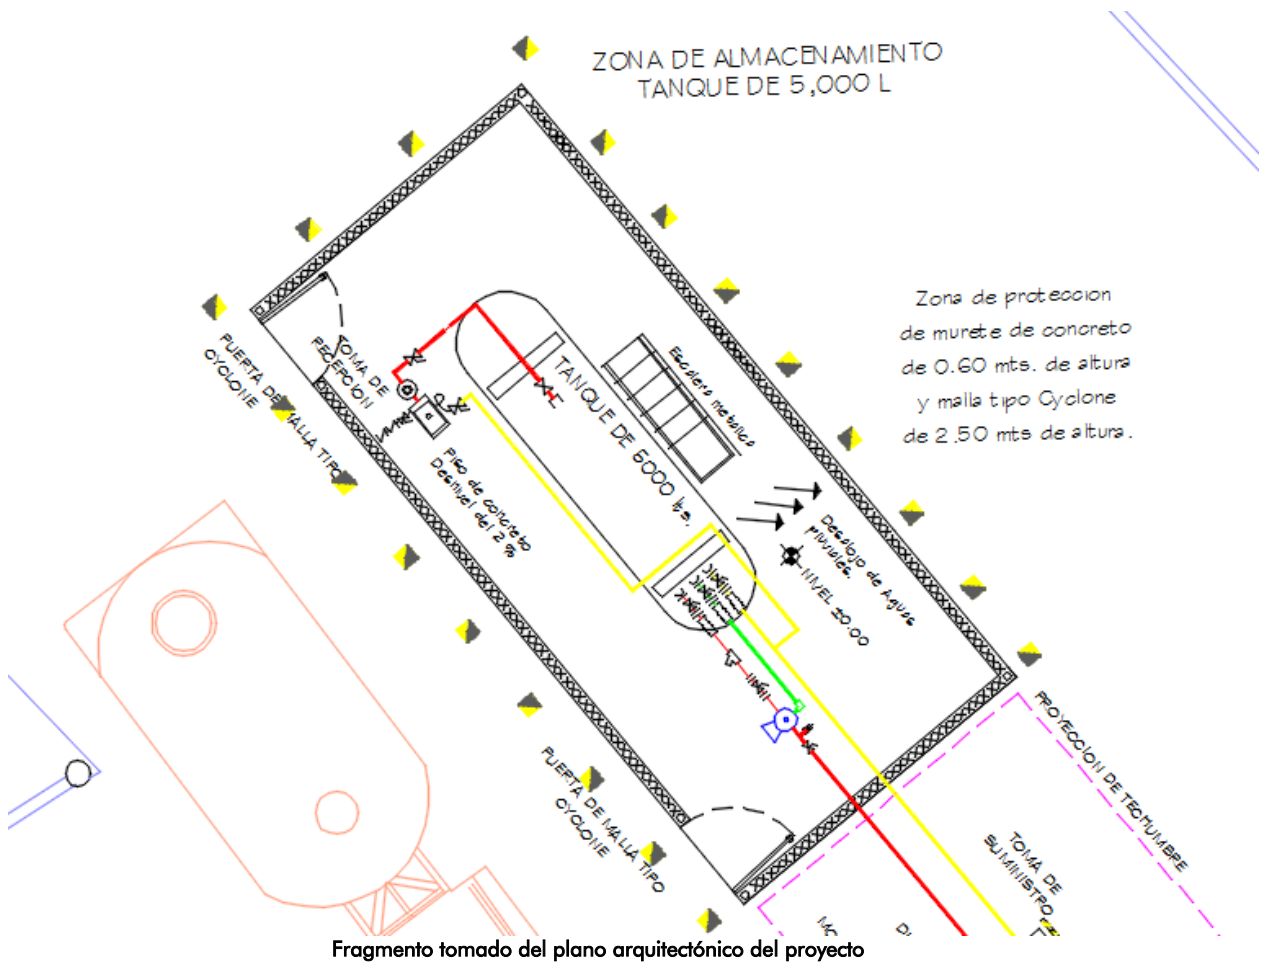 ZONA DE ALMACENAMIENTO
TANQUE DE 5,000 L
Zona de proteccion
de murete de concreto
de 0.60 mts. de altura
y malla tipo Cyclone
de 2.50 mts de altura.
PUERTA DE MALLA TIPO
CYCLONE
TOMA DE
RECEPCION
TANQUE DE 5000 lts.
Escalera metalica
Piso de concreto
Desnivel del 2 %
Desalojo de Aguas
Pluviales.
NIVEL ±0.00
PUERTA DE MALLA TIPO
CYCLONE
PROYECCION DE TECHUMBRE
TOMA DE
SUMINISTRO
Fragmento tomado del plano arquitectónico del proyecto